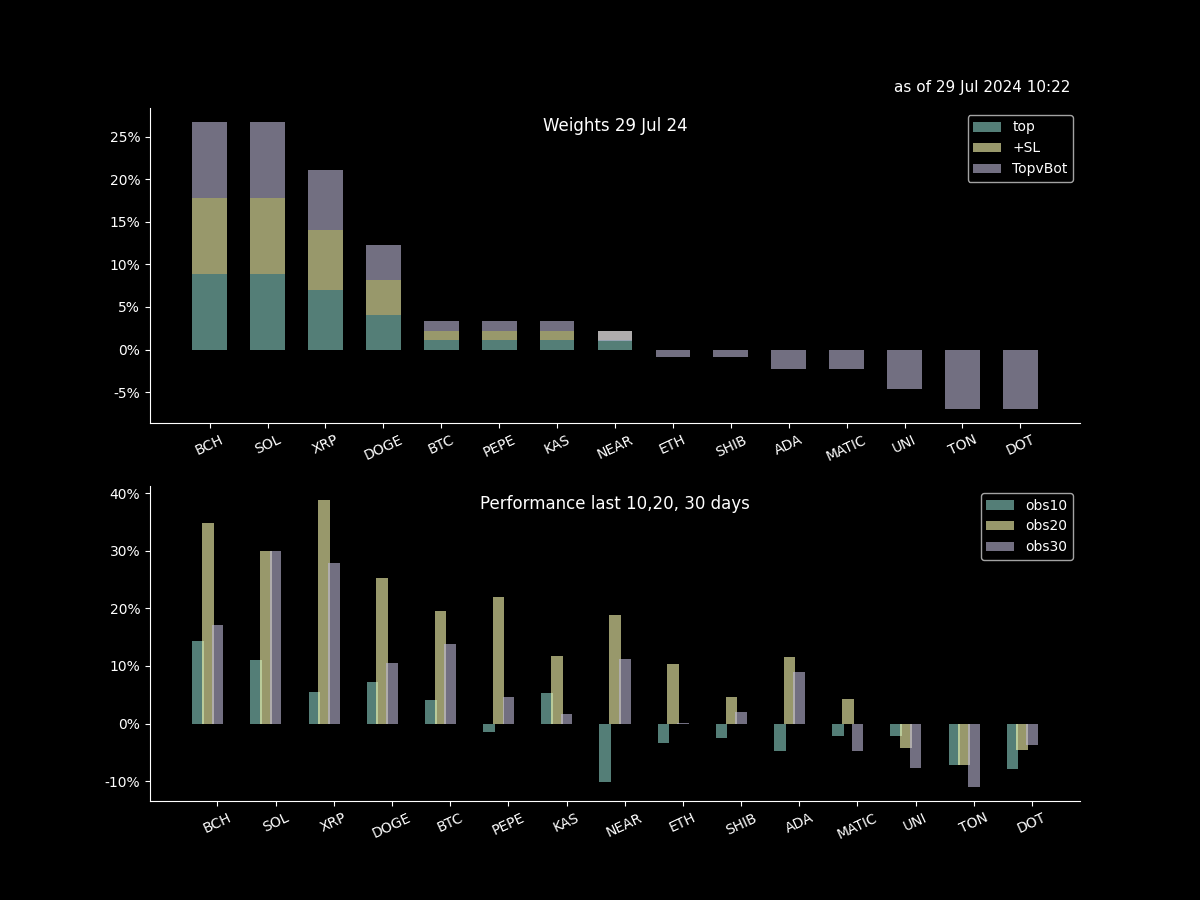 as of 29 Jul 2024 10:22
Weights 29 Jul 24
top
+SL
TopvBot
25%
20%
15%
10%
5%
0%
-5%
BCH SOL XRP DOGE BTC PEPE KAS NEAR ETH SHIB ADA MATIC UNI TON DOT
Performance last 10,20, 30 days
obs10
obs20
obs30
40%
30%
20%
10%
0%
-10%
BCH SOL XRP DOGE BTC PEPE KAS NEAR ETH SHIB ADA MATIC UNI TON DOT